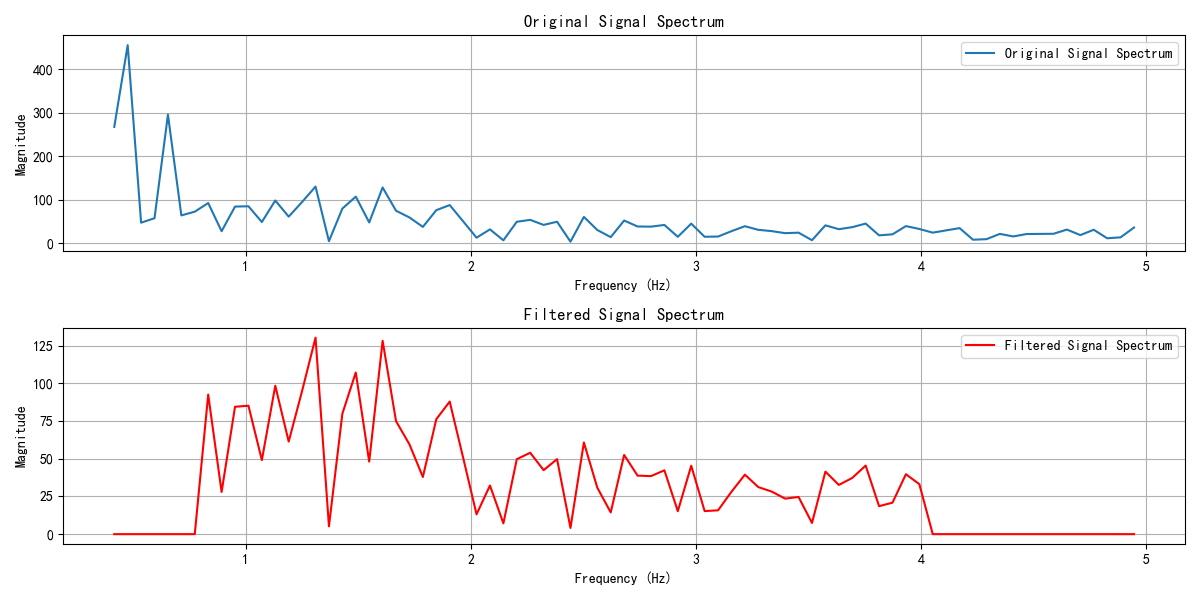 Original Signal Spectrum
Original Signal Spectrum
400
300
200
100
0
Magnitude
1 2 3 4 5
Frequency (Hz)
Filtered Signal Spectrum
Filtered Signal Spectrum
125
100
75
50
25
0
Magnitude
1 2 3 4 5
Frequency (Hz)